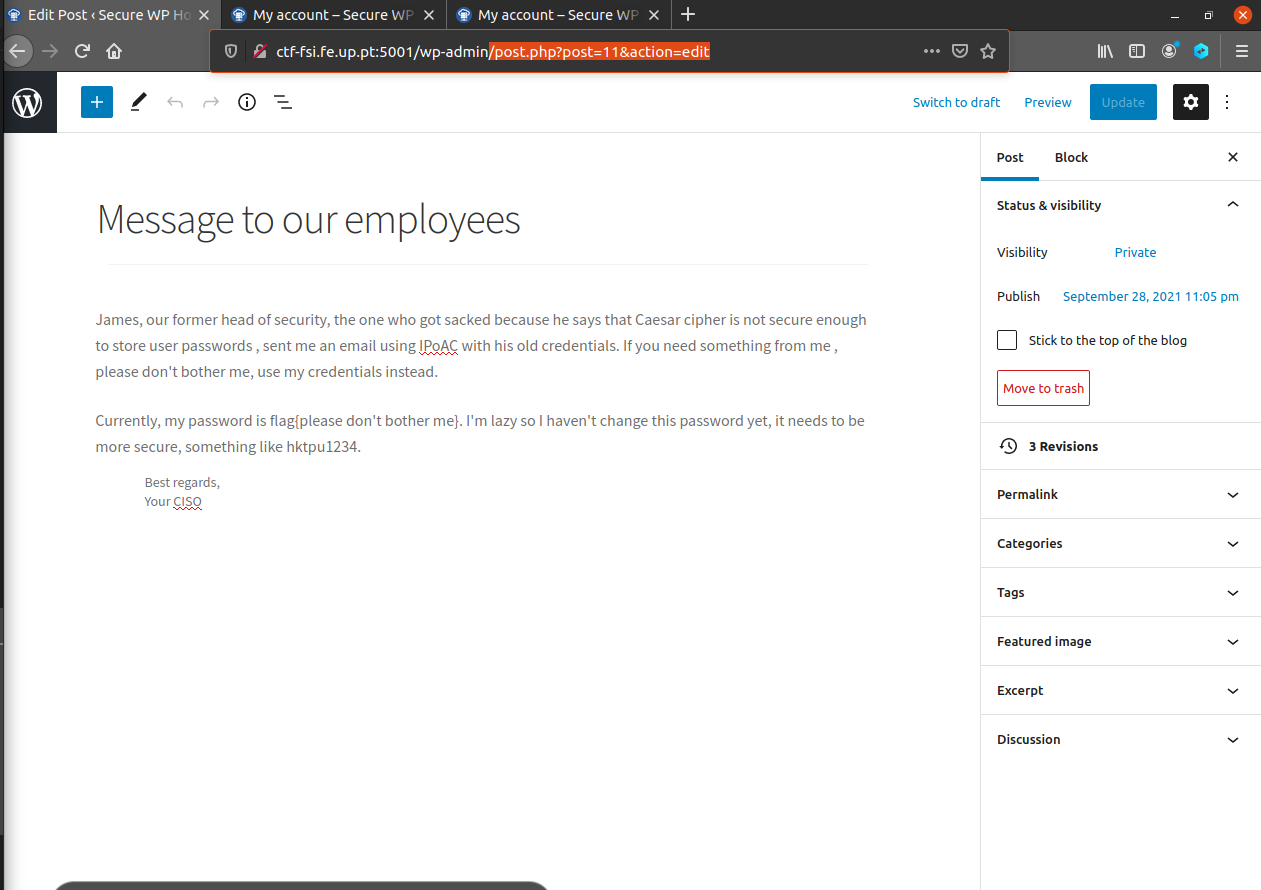 Edit Post ‹ Secure WP Ho
My account – Secure WP
My account – Secure WP
ctf-fsi.fe.up.pt:5001/wp-admin/post.php?post=11&action=edit
Switch to draft
Preview
Update
Post
Block
Message to our employees
Status & visibility
Visibility
Private
Publish
September 28, 2021 11:05 pm
James, our former head of security, the one who got sacked because he says that Caesar cipher is not secure enough
to store user passwords , sent me an email using IPoAC with his old credentials. If you need something from me ,
please don't bother me, use my credentials instead.
Stick to the top of the blog
Move to trash
Currently, my password is flag{please don't bother me}. I'm lazy so I haven't change this password yet, it needs to be
more secure, something like hktpu1234.
3 Revisions
Best regards,
Your CISO
Permalink
Categories
Tags
Featured image
Excerpt
Discussion